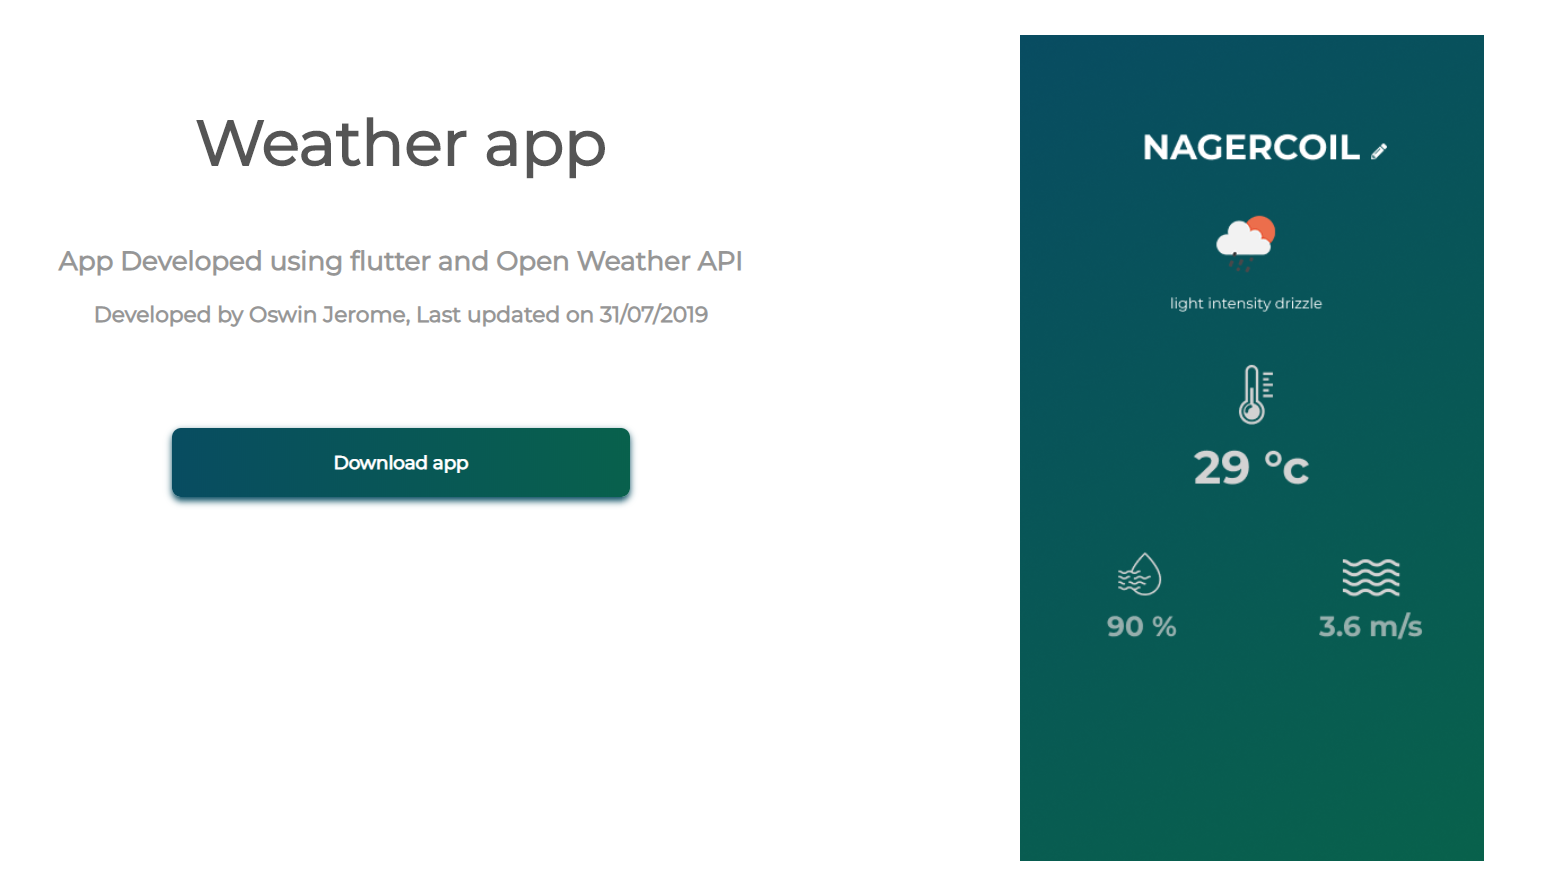 Weather app
App Developed using flutter and Open Weather API
Developed by Oswin Jerome, Last updated on 31/07/2019
Download app
NAGERCOIL
light intensity drizzle
29 °c
90 %
3.6 m/s